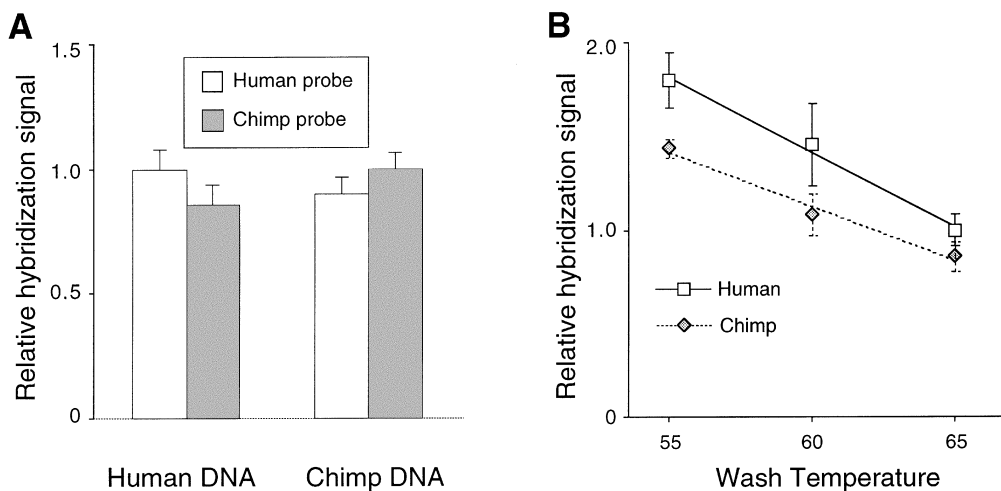 A
Relative hybridization signal
1.5
1.0
0.5
0
Human probe
Chimp probe
Human DNA
Chimp DNA
B
Relative hybridization signal
2.0
1.0
0
Human
Chimp
55
60
65
Wash Temperature